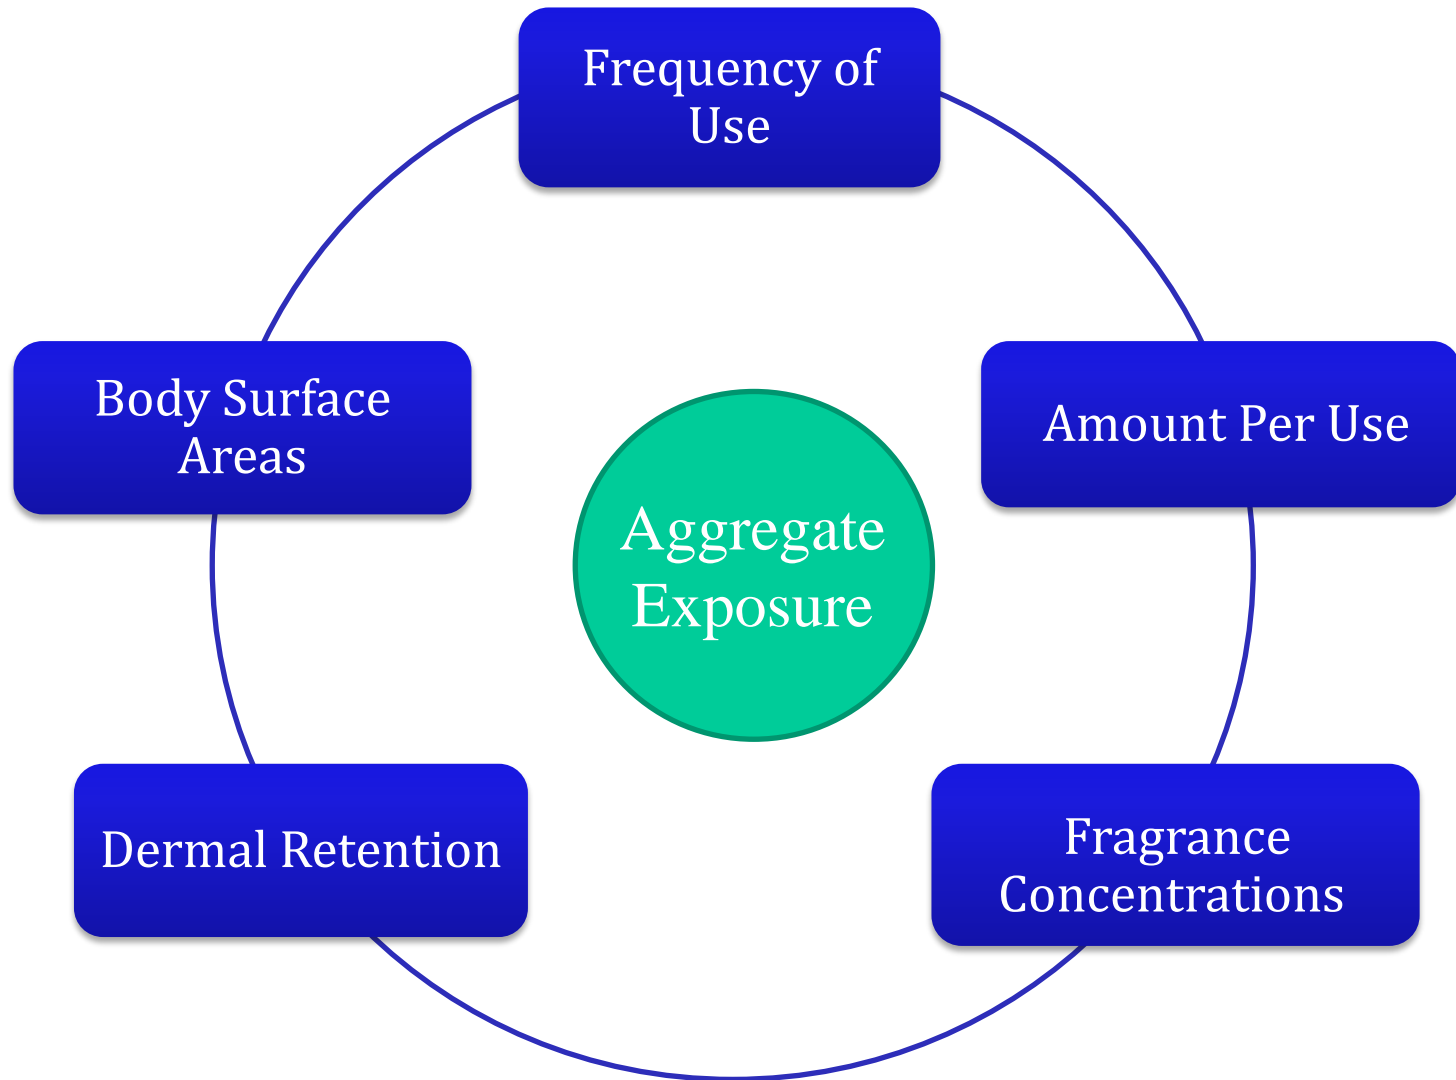 Frequency of
Use
Body Surface
Areas
Amount Per Use
Aggregate
Exposure
Dermal Retention
Fragrance
Concentrations